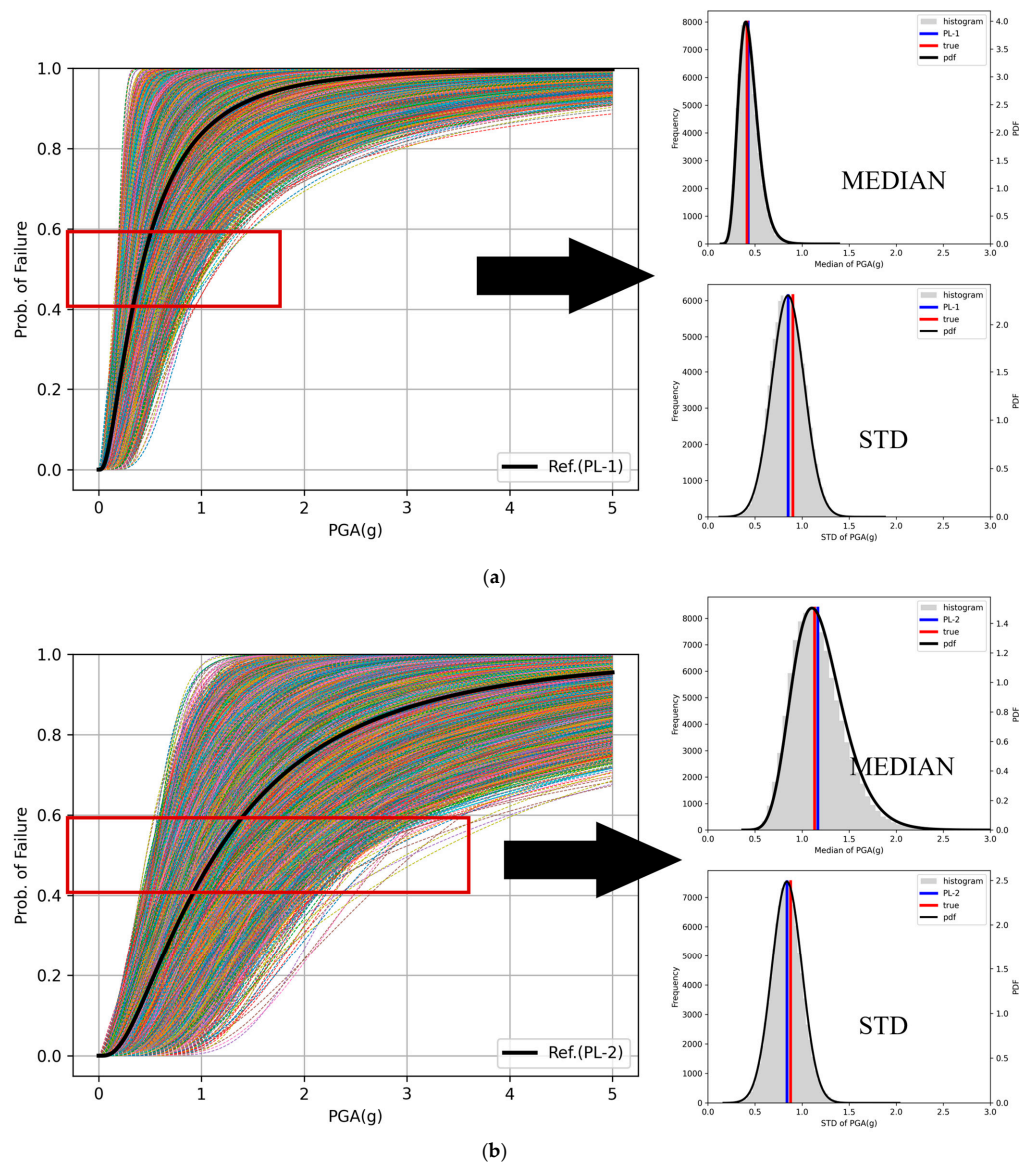 1.0
0.8
0.6
0.4
0.2
0.0
Prob. of Failure
Ref.(PL-1)
0 1 2 3 4 5
PGA(g)
8000
7000
6000
5000
4000
3000
2000
1000
0
Frequency
histogram
PL-1
true
pdf
MEDIAN
4.0
3.5
3.0
2.5
2.0
1.5
1.0
0.5
0.0
PDF
0.0 0.5 1.0 1.5 2.0 2.5 3.0
Median of PGA(g)
6000
5000
4000
3000
2000
1000
0
Frequency
histogram
PL-1
true
pdf
STD
2.0
1.5
1.0
0.5
0.0
PDF
0.0 0.5 1.0 1.5 2.0 2.5 3.0
STD of PGA(g)
(a)
1.0
0.8
0.6
0.4
0.2
0.0
Prob. of Failure
Ref.(PL-2)
0 1 2 3 4 5
PGA(g)
8000
7000
6000
5000
4000
3000
2000
1000
0
Frequency
histogram
PL-2
true
pdf
MEDIAN
1.4
1.2
1.0
0.8
0.6
0.4
0.2
0.0
PDF
0.0 0.5 1.0 1.5 2.0 2.5 3.0
Median of PGA(g)
7000
6000
5000
4000
3000
2000
1000
0
Frequency
histogram
PL-2
true
pdf
STD
2.5
2.0
1.5
1.0
0.5
0.0
PDF
0.0 0.5 1.0 1.5 2.0 2.5 3.0
STD of PGA(g)
(b)